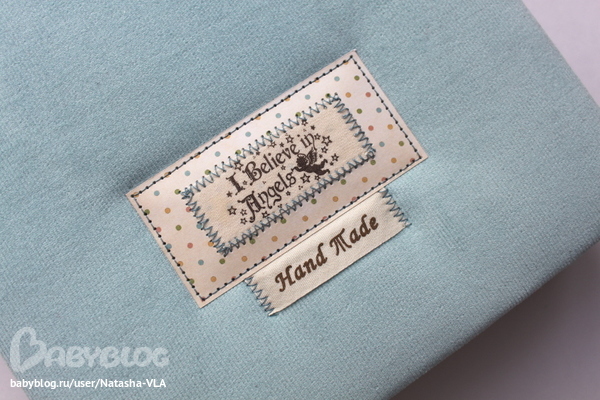 I Believe in
Angels
Hand Made
BABYBLOG
babyblog.ru/user/Natasha-VLA